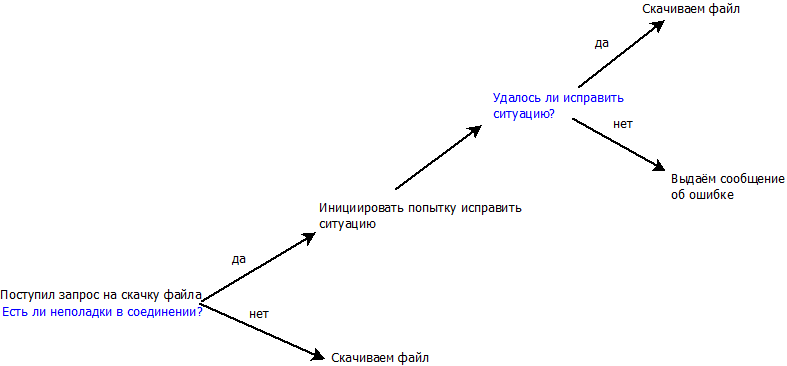 Скачиваем файл
да
Удалось ли исправить
ситуацию?
нет
Выдаём сообщение
об ошибке
Инициировать попытку исправить
ситуацию
да
Поступил запрос на скачку файла
Есть ли неполадки в соединении?
нет
Скачиваем файл